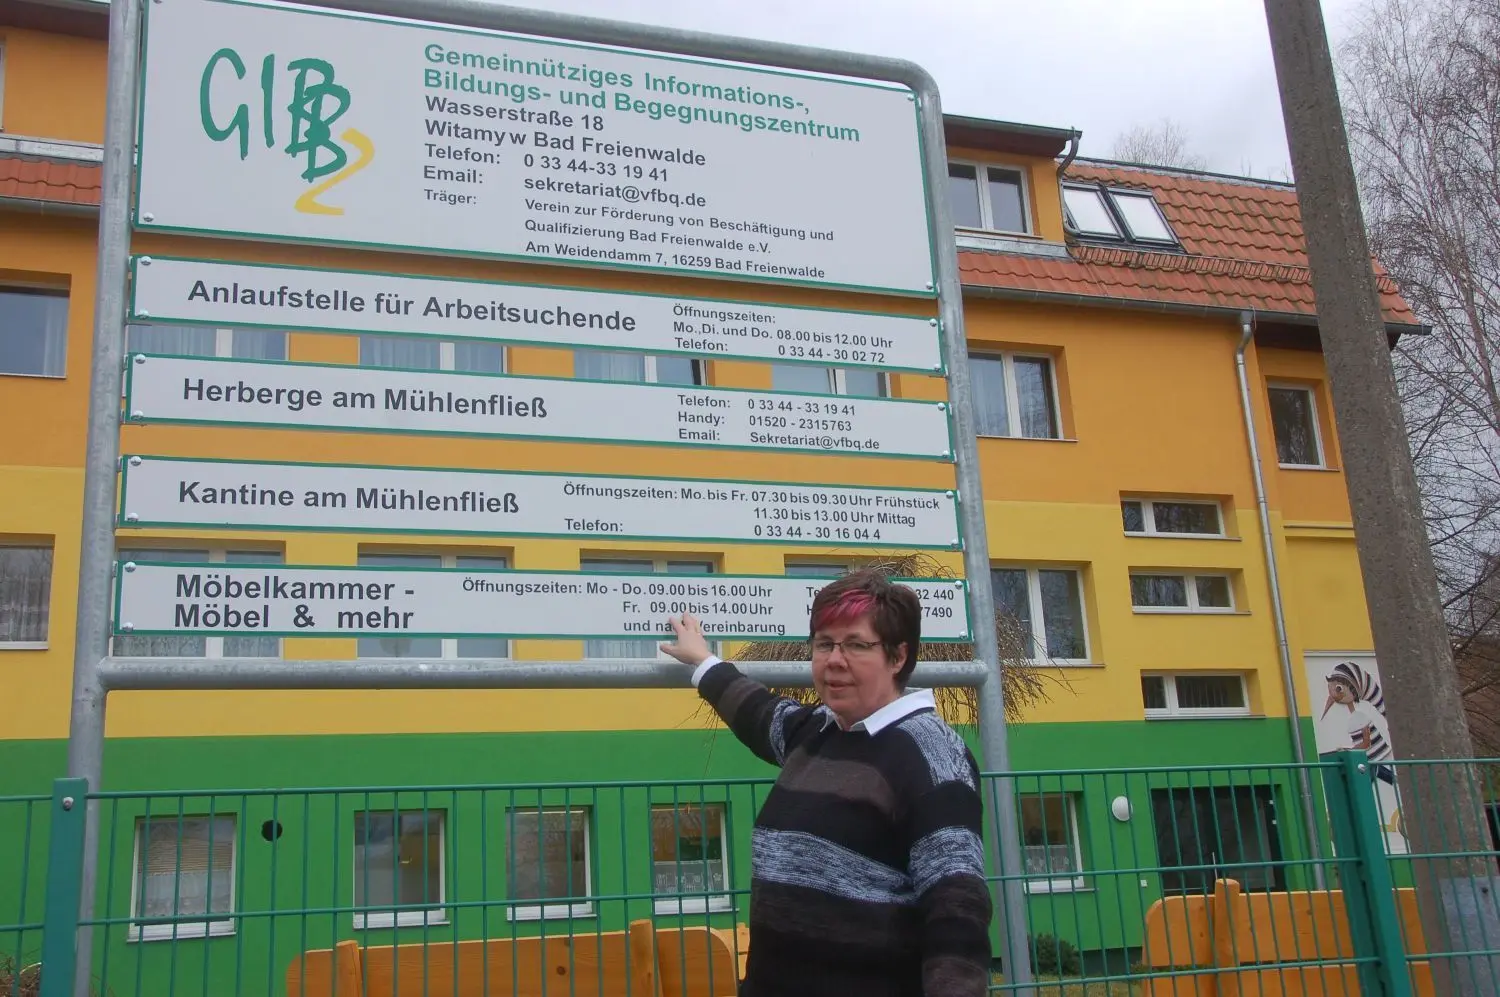 GIBB2
Gemeinnütziges Informations-,
Bildungs- und Begegnungszentrum
Wasserstraße 18
Witamy w Bad Freienwalde
Telefon: 0 33 44-33 19 41
Email: sekretariat@vfbq.de
Träger: Verein zur Förderung von Beschäftigung und
Qualifizierung Bad Freienwalde e.V.
Am Weidendamm 7, 16259 Bad Freienwalde
Anlaufstelle für Arbeitsuchende
Öffnungszeiten:
Mo.,Di. und Do. 08.00 bis 12.00 Uhr
Telefon: 0 33 44 - 30 02 72
Herberge am Mühlenfließ
Telefon: 0 33 44 - 33 19 41
Handy: 01520 - 2315763
Email: Sekretariat@vfbq.de
Kantine am Mühlenfließ
Öffnungszeiten: Mo. bis Fr. 07.30 bis 09.30 Uhr Frühstück
11.30 bis 13.00 Uhr Mittag
Telefon: 0 33 44 - 30 16 04 4
Möbelkammer -
Möbel & mehr
Öffnungszeiten: Mo - Do. 09.00 bis 16.00 Uhr
Fr. 09.00 bis 14.00 Uhr
und Vereinbarung
32 440
77490